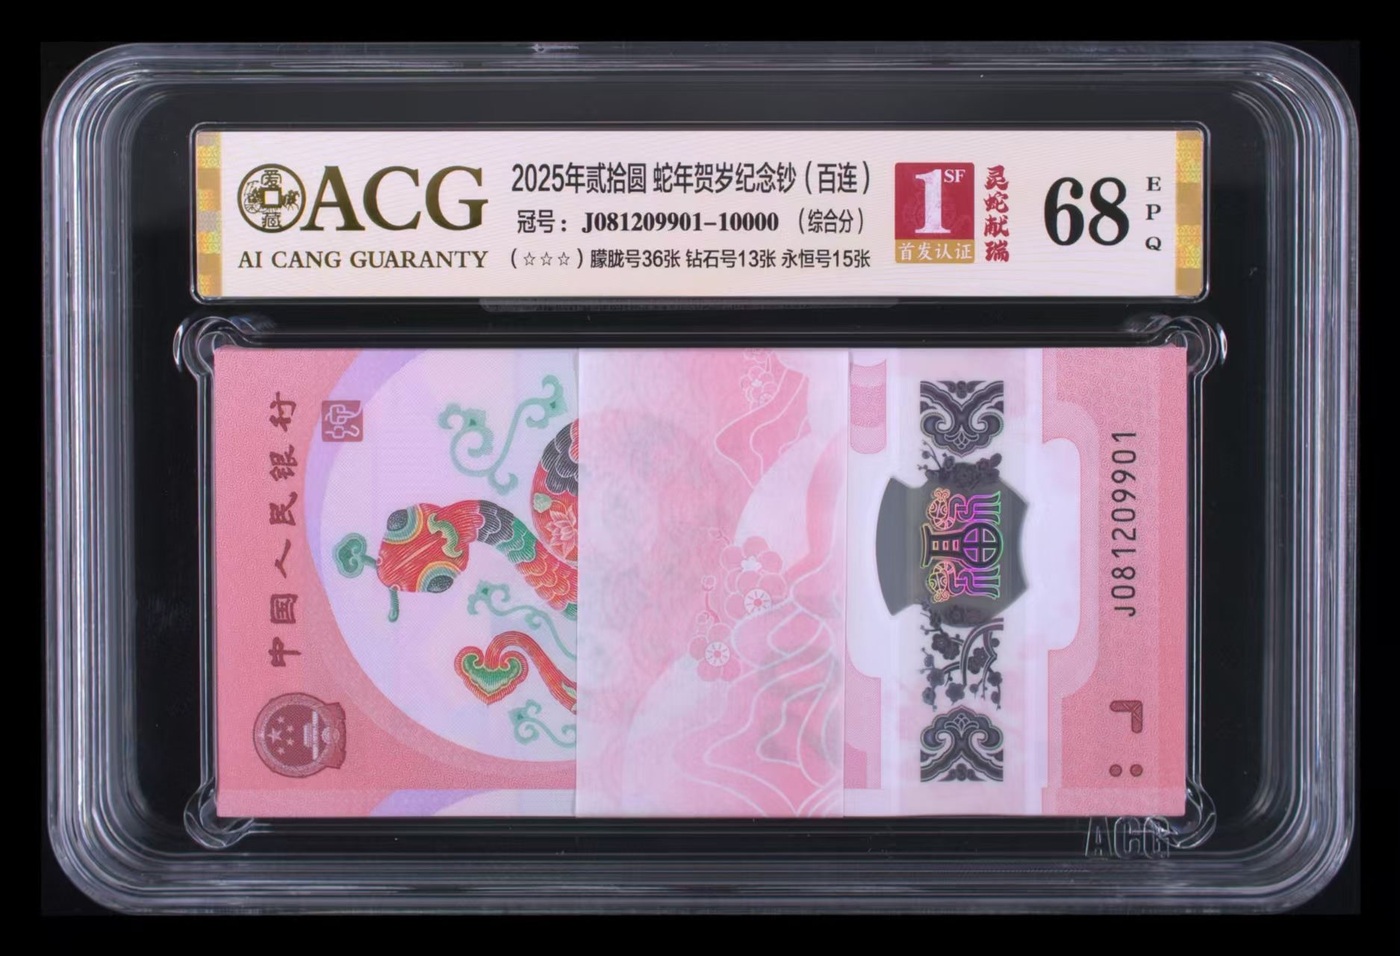 爱藏
ACG
AI CANG GUARANTY
2025年贰拾圆 蛇年贺岁纪念钞（百连）
冠号：J081209901-10000 （综合分）
(☆☆☆) 朦胧号36张 钻石号13张 永恒号15张
1SF
首发认证
灵蛇献瑞
68
EPQ
中国人民银行
福
J081209901
ACG